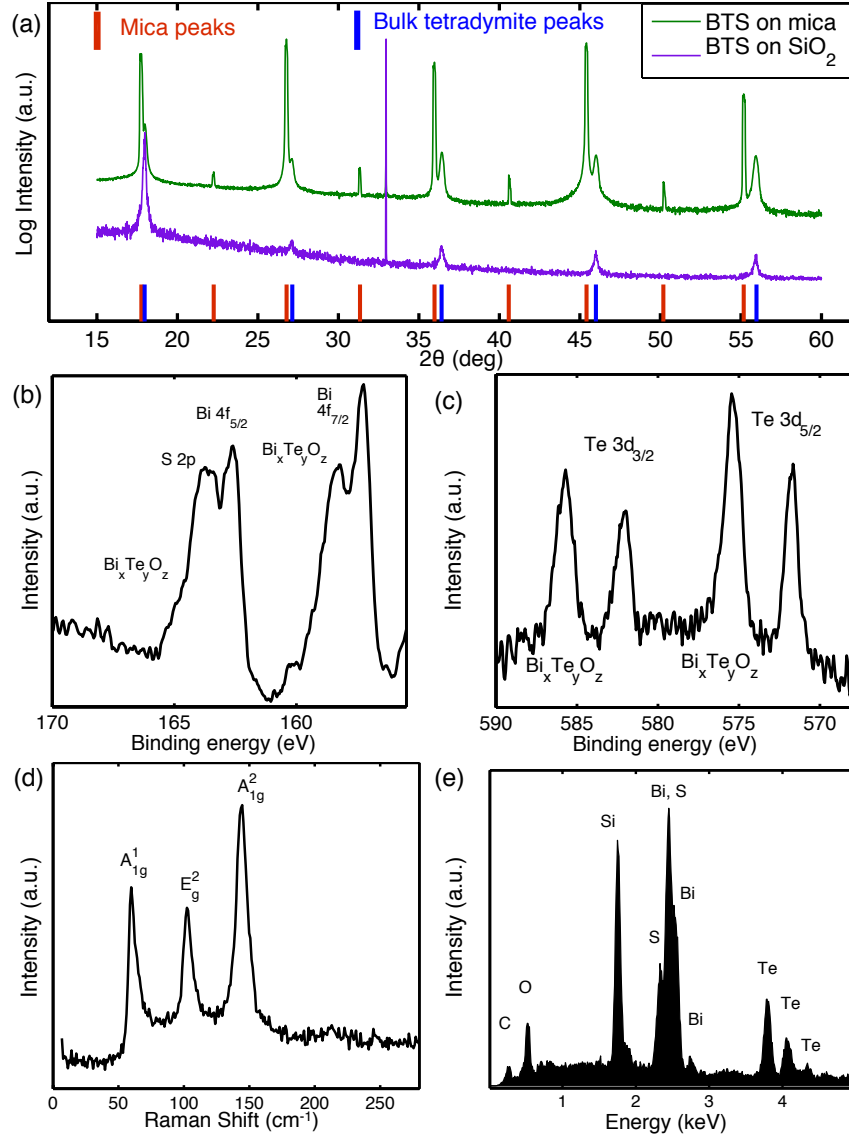 (a)
Mica peaks
Bulk tetradymite peaks
BTS on mica
BTS on SiO2
Log Intensity (a.u.)
15 20 25 30 35 40 45 50 55 60
2θ (deg)
(b)
Bi 4f5/2
Bi
4f7/2
S 2p
BixTeyOz
BixTeyOz
Intensity (a.u.)
170 165 160
Binding energy (eV)
(c)
Te 3d5/2
Te 3d3/2
BixTeyOz
BixTeyOz
Intensity (a.u.)
590 585 580 575 570
Binding energy (eV)
(d)
A1g2
A1g1
Eg2
Intensity (a.u.)
0 50 100 150 200 250
Raman Shift (cm-1)
(e)
Bi, S
Si
Bi
S
Te
O
Te
C
Bi
Te
Intensity (a.u.)
1 2 3 4
Energy (keV)